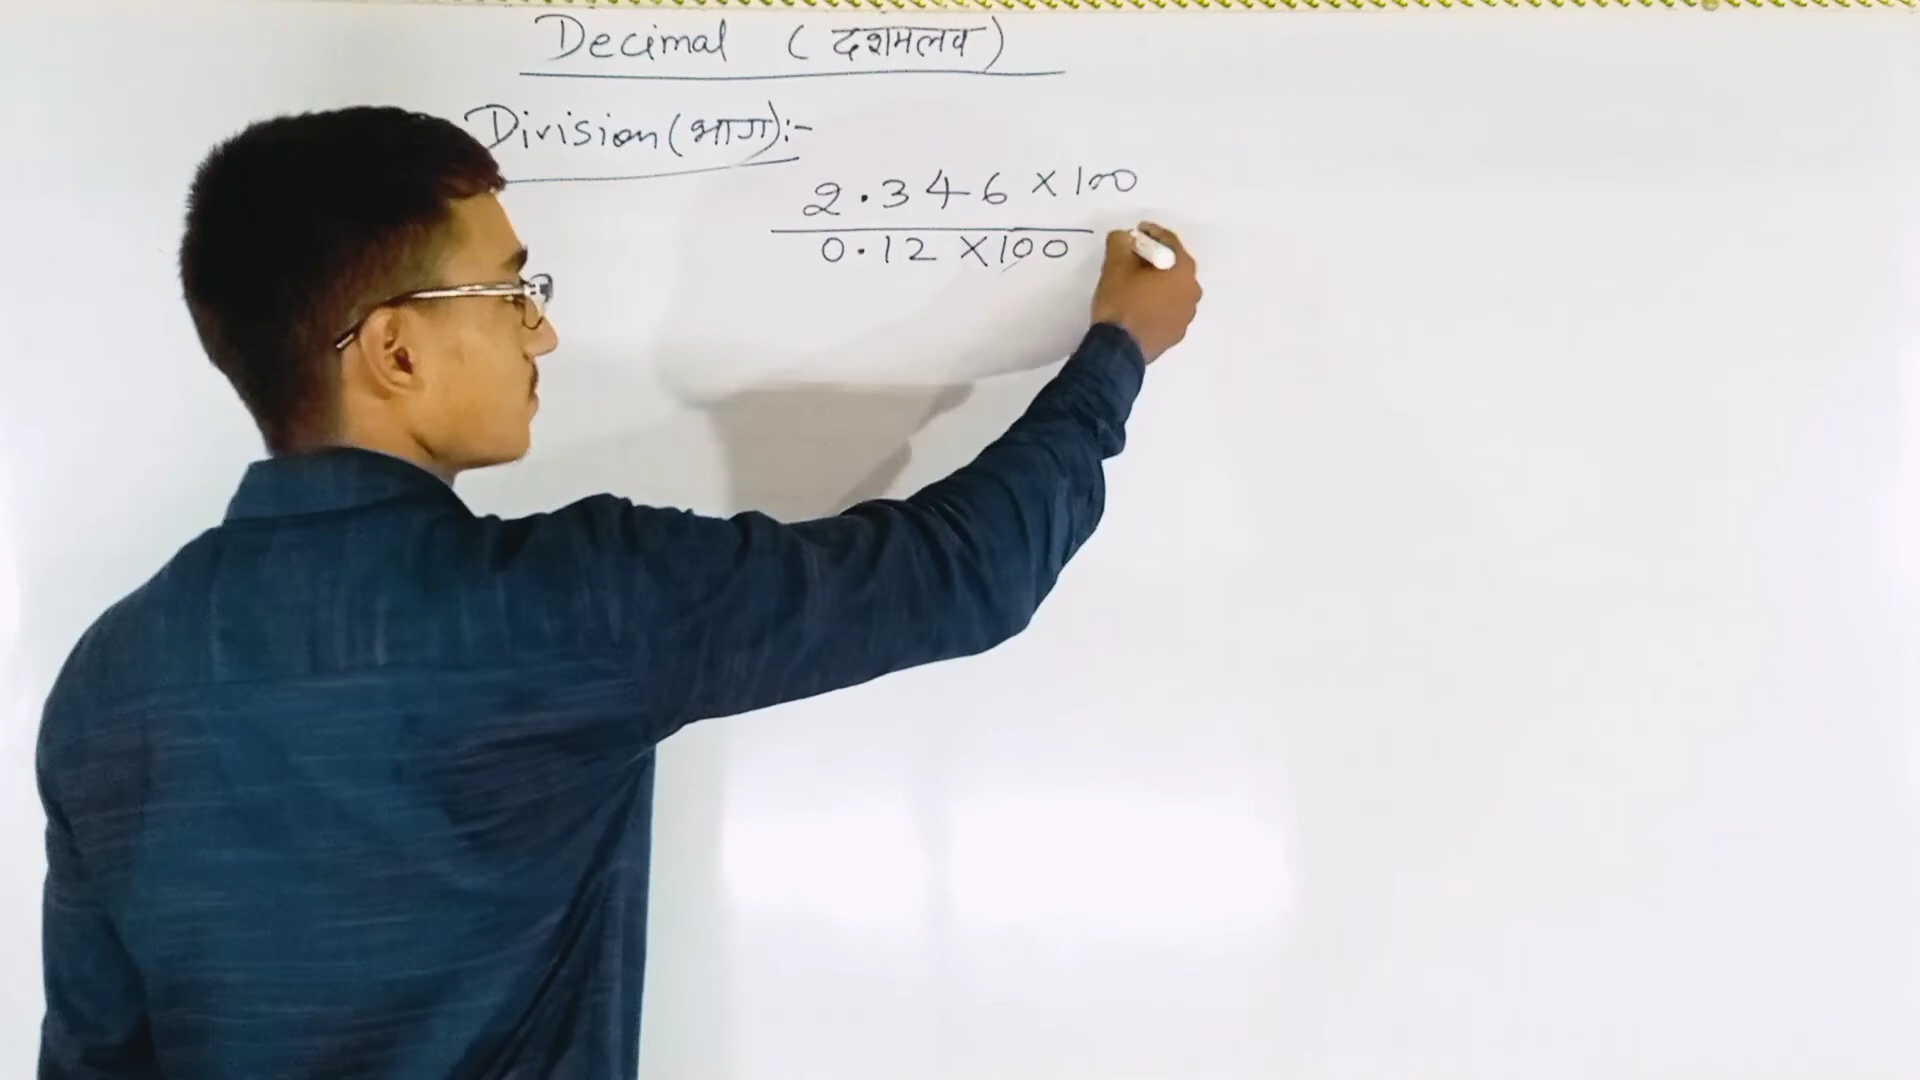 Decimal (दशमलव)
Division (भाग):-
2.346 × 100
0.12 × 100